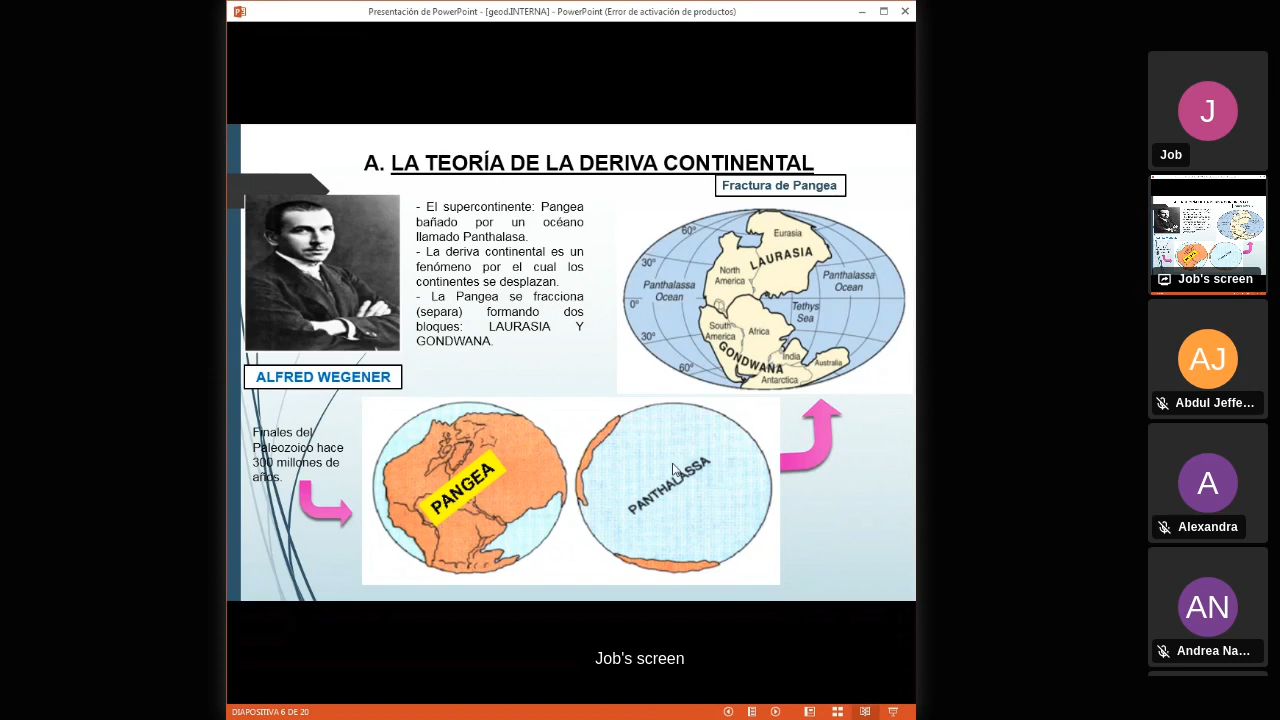 Presentación de PowerPoint - [geod.INTERNA] - PowerPoint (Error de activación de productos)
A. LA TEORÍA DE LA DERIVA CONTINENTAL
Fractura de Pangea
- El supercontinente: Pangea
bañado por un océano
llamado Panthalasa.
- La deriva continental es un
fenómeno por el cual los
continentes se desplazan.
- La Pangea se fracciona
(separa) formando dos
bloques: LAURASIA Y
GONDWANA.
ALFRED WEGENER
60°
30°
0°
30°
60°
Eurasia
LAURASIA
North
America
Panthalassa
Ocean
Panthalassa
Ocean
Tethys
Sea
South
America
Africa
GONDWANA
India
Australia
Antarctica
Finales del
Paleozoico hace
300 millones de
años.
PANGEA
PANTHALASSA
Job's screen
DIAPOSITIVA 6 DE 20
J
Job
Job's screen
AJ
Abdul Jeffe...
A
Alexandra
AN
Andrea Na...